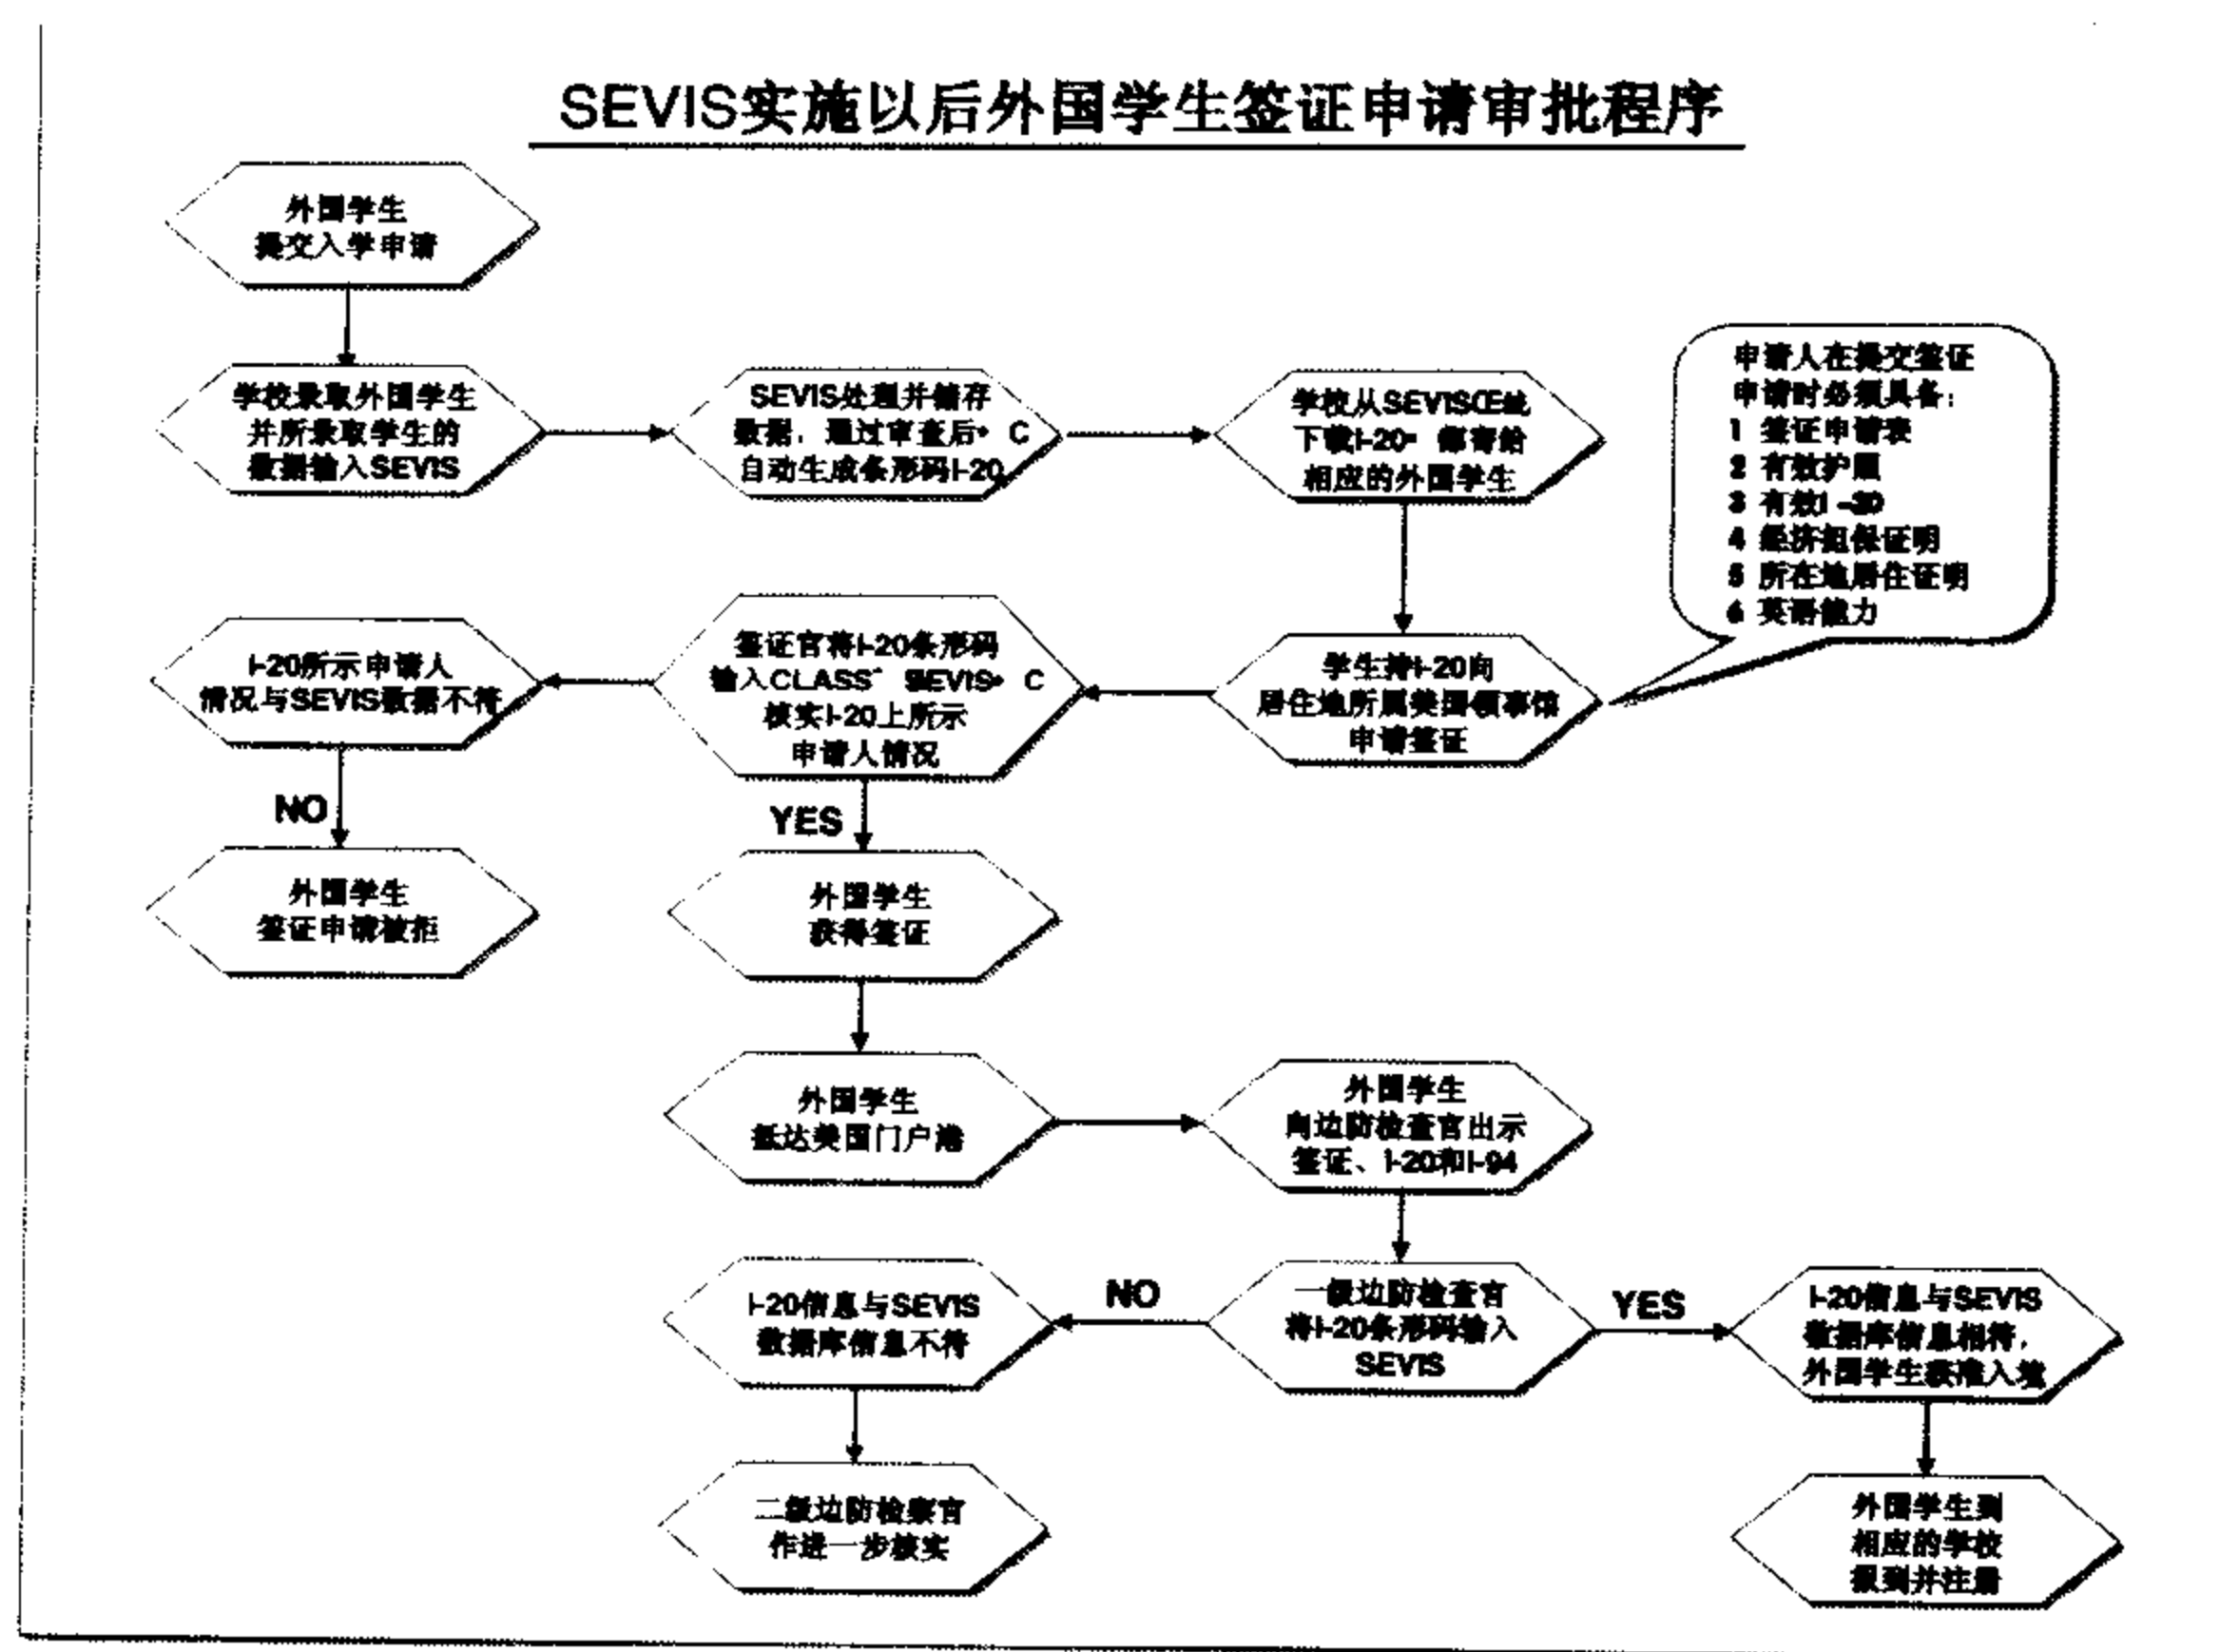 SEVIS实施以后外国学生签证申请审批程序
外国学生
提交入学申请
学校录取外国学生
并所录取学生的
数据输入SEVIS
SEVIS处理并储存
数据，通过审查后 C
自动生成条形码I-20
学校从SEVIS
下载I-20 邮寄给
相应的外国学生
申请人在提交签证
申请时必须具备：
1 签证申请表
2 有效护照
3 有效I-20
4 经济担保证明
5 所在地居住证明
6 英语能力
I-20所示申请人
情况与SEVIS数据不符
签证官将I-20条形码
输入CLASS SEVIS C
核实I-20上所示
申请人情况
学生持I-20向
居住地所属美国领事馆
申请签证
NO
YES
外国学生
签证申请被拒
外国学生
获得签证
外国学生
抵达美国门户港
外国学生
向边防检查官出示
签证、I-20和I-94
I-20信息与SEVIS
数据库信息不符
NO
一级边防检查官
将I-20条形码输入
SEVIS
YES
I-20信息与SEVIS
数据库信息相符，
外国学生获准入境
二级边防检察官
作进一步核实
外国学生到
相应的学校
报到并注册